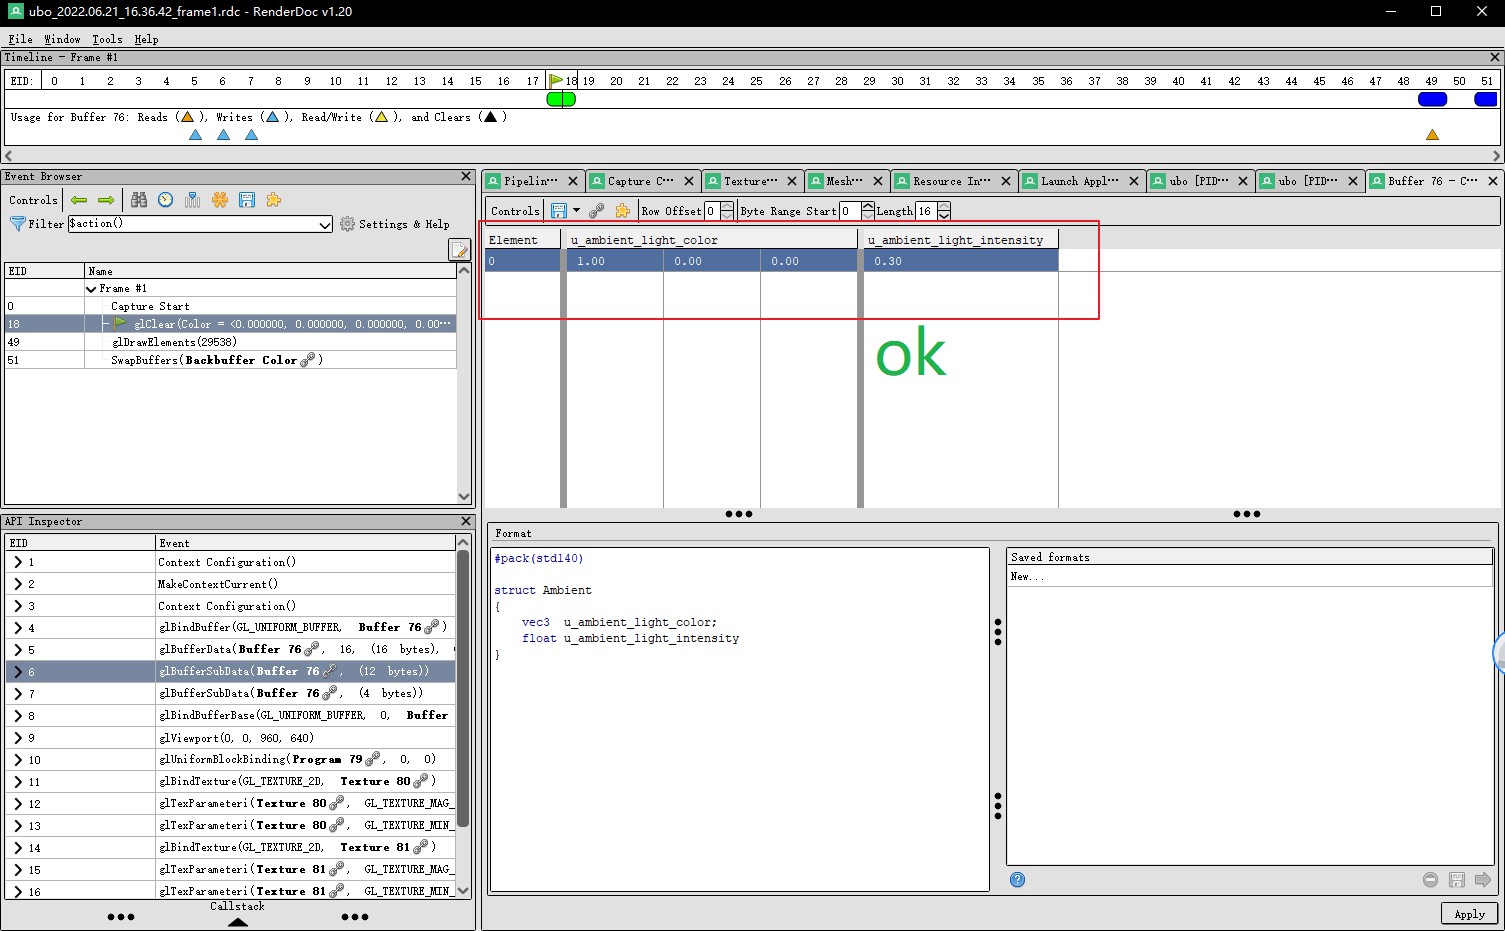 ubo_2022.06.21_16.36.42_frame1.rdc - RenderDoc v1.20
File Window Tools Help
Timeline - Frame #1
EID: 0 1 2 3 4 5 6 7 8 9 10 11 12 13 14 15 16 17 18 19 20 21 22 23 24 25 26 27 28 29 30 31 32 33 34 35 36 37 38 39 40 41 42 43 44 45 46 47 48 49 50 51
Usage for Buffer 76: Reads ( ), Writes ( ), Read/Write ( ), and Clears ( )
Event Browser
Controls
Filter $action() Settings & Help
EID Name
Frame #1
0 Capture Start
18 glClear(Color = <0.000000, 0.000000, 0.000000, 0.00···
49 glDrawElements(29538)
51 SwapBuffers(Backbuffer Color )
API Inspector
EID Event
1 Context Configuration()
2 MakeContextCurrent()
3 Context Configuration()
4 glBindBuffer(GL_UNIFORM_BUFFER, Buffer 76 )
5 glBufferData(Buffer 76 , 16, (16 bytes),
6 glBufferSubData(Buffer 76 , (12 bytes))
7 glBufferSubData(Buffer 76 , (4 bytes))
8 glBindBufferBase(GL_UNIFORM_BUFFER, 0, Buffer
9 glViewport(0, 0, 960, 640)
10 glUniformBlockBinding(Program 79 , 0, 0)
11 glBindTexture(GL_TEXTURE_2D, Texture 80 )
12 glTexParameteri(Texture 80 , GL_TEXTURE_MAG_
13 glTexParameteri(Texture 80 , GL_TEXTURE_MIN_
14 glBindTexture(GL_TEXTURE_2D, Texture 81 )
15 glTexParameteri(Texture 81 , GL_TEXTURE_MAG_
16 glTexParameteri(Texture 81 , GL_TEXTURE_MIN_
Callstack
Pipelin··· Capture C··· Texture··· Mesh··· Resource In··· Launch Appl··· ubo [PID··· ubo [PID··· Buffer 76 - C···
Controls Row Offset 0 Byte Range Start 0 Length 16
Element u_ambient_light_color u_ambient_light_intensity
0 1.00 0.00 0.00 0.30
ok
Format
#pack(std140)
struct Ambient
{
vec3 u_ambient_light_color;
float u_ambient_light_intensity
}
Saved formats
New...
Apply